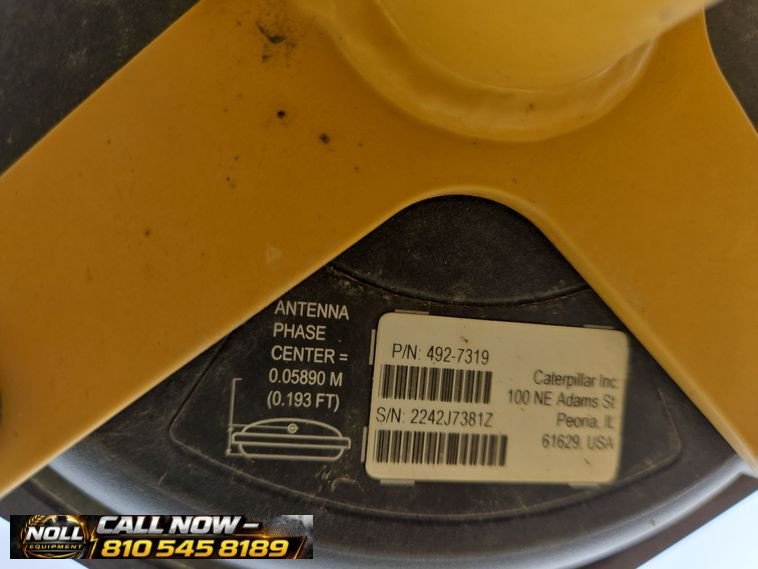 ANTENNA
PHASE
CENTER =
0.05890 M
(0.193 FT)
P/N: 492-7319
S/N: 2242J7381Z
Caterpillar Inc.
100 NE Adams St
Peoria, IL
61629, USA
NOLL
EQUIPMENT
CALL NOW -
810 545 8189